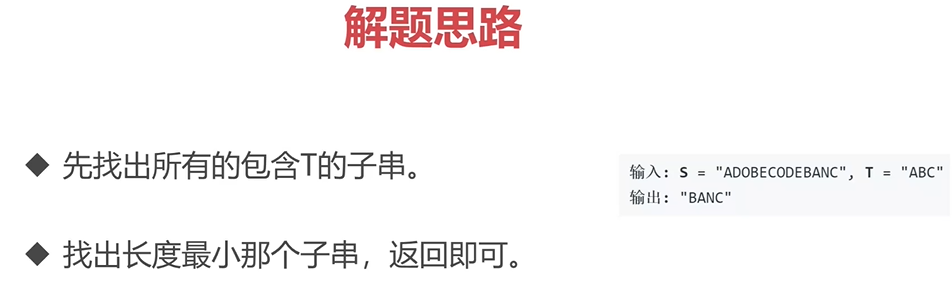 解题思路
◆ 先找出所有的包含T的子串。
◆ 找出长度最小那个子串，返回即可。
输入: S = "ADOBECODEBANC", T = "ABC"
输出: "BANC"